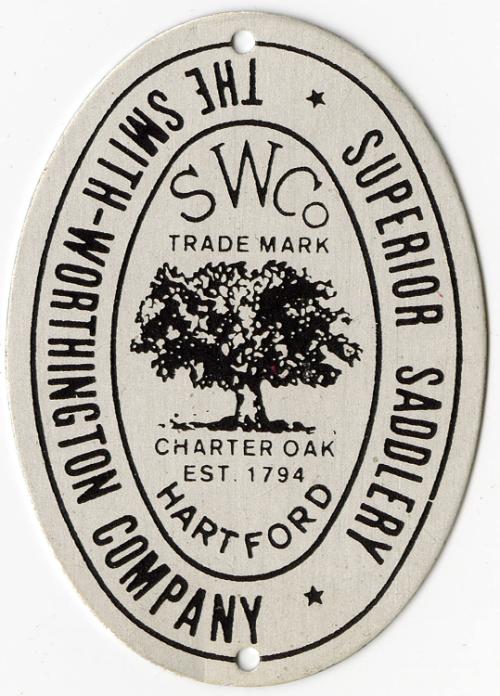 THE SMITH-WORTHINGTON COMPANY
★ SUPERIOR SADDLERY ★
SWCo
TRADE MARK
CHARTER OAK
EST. 1794
HARTFORD